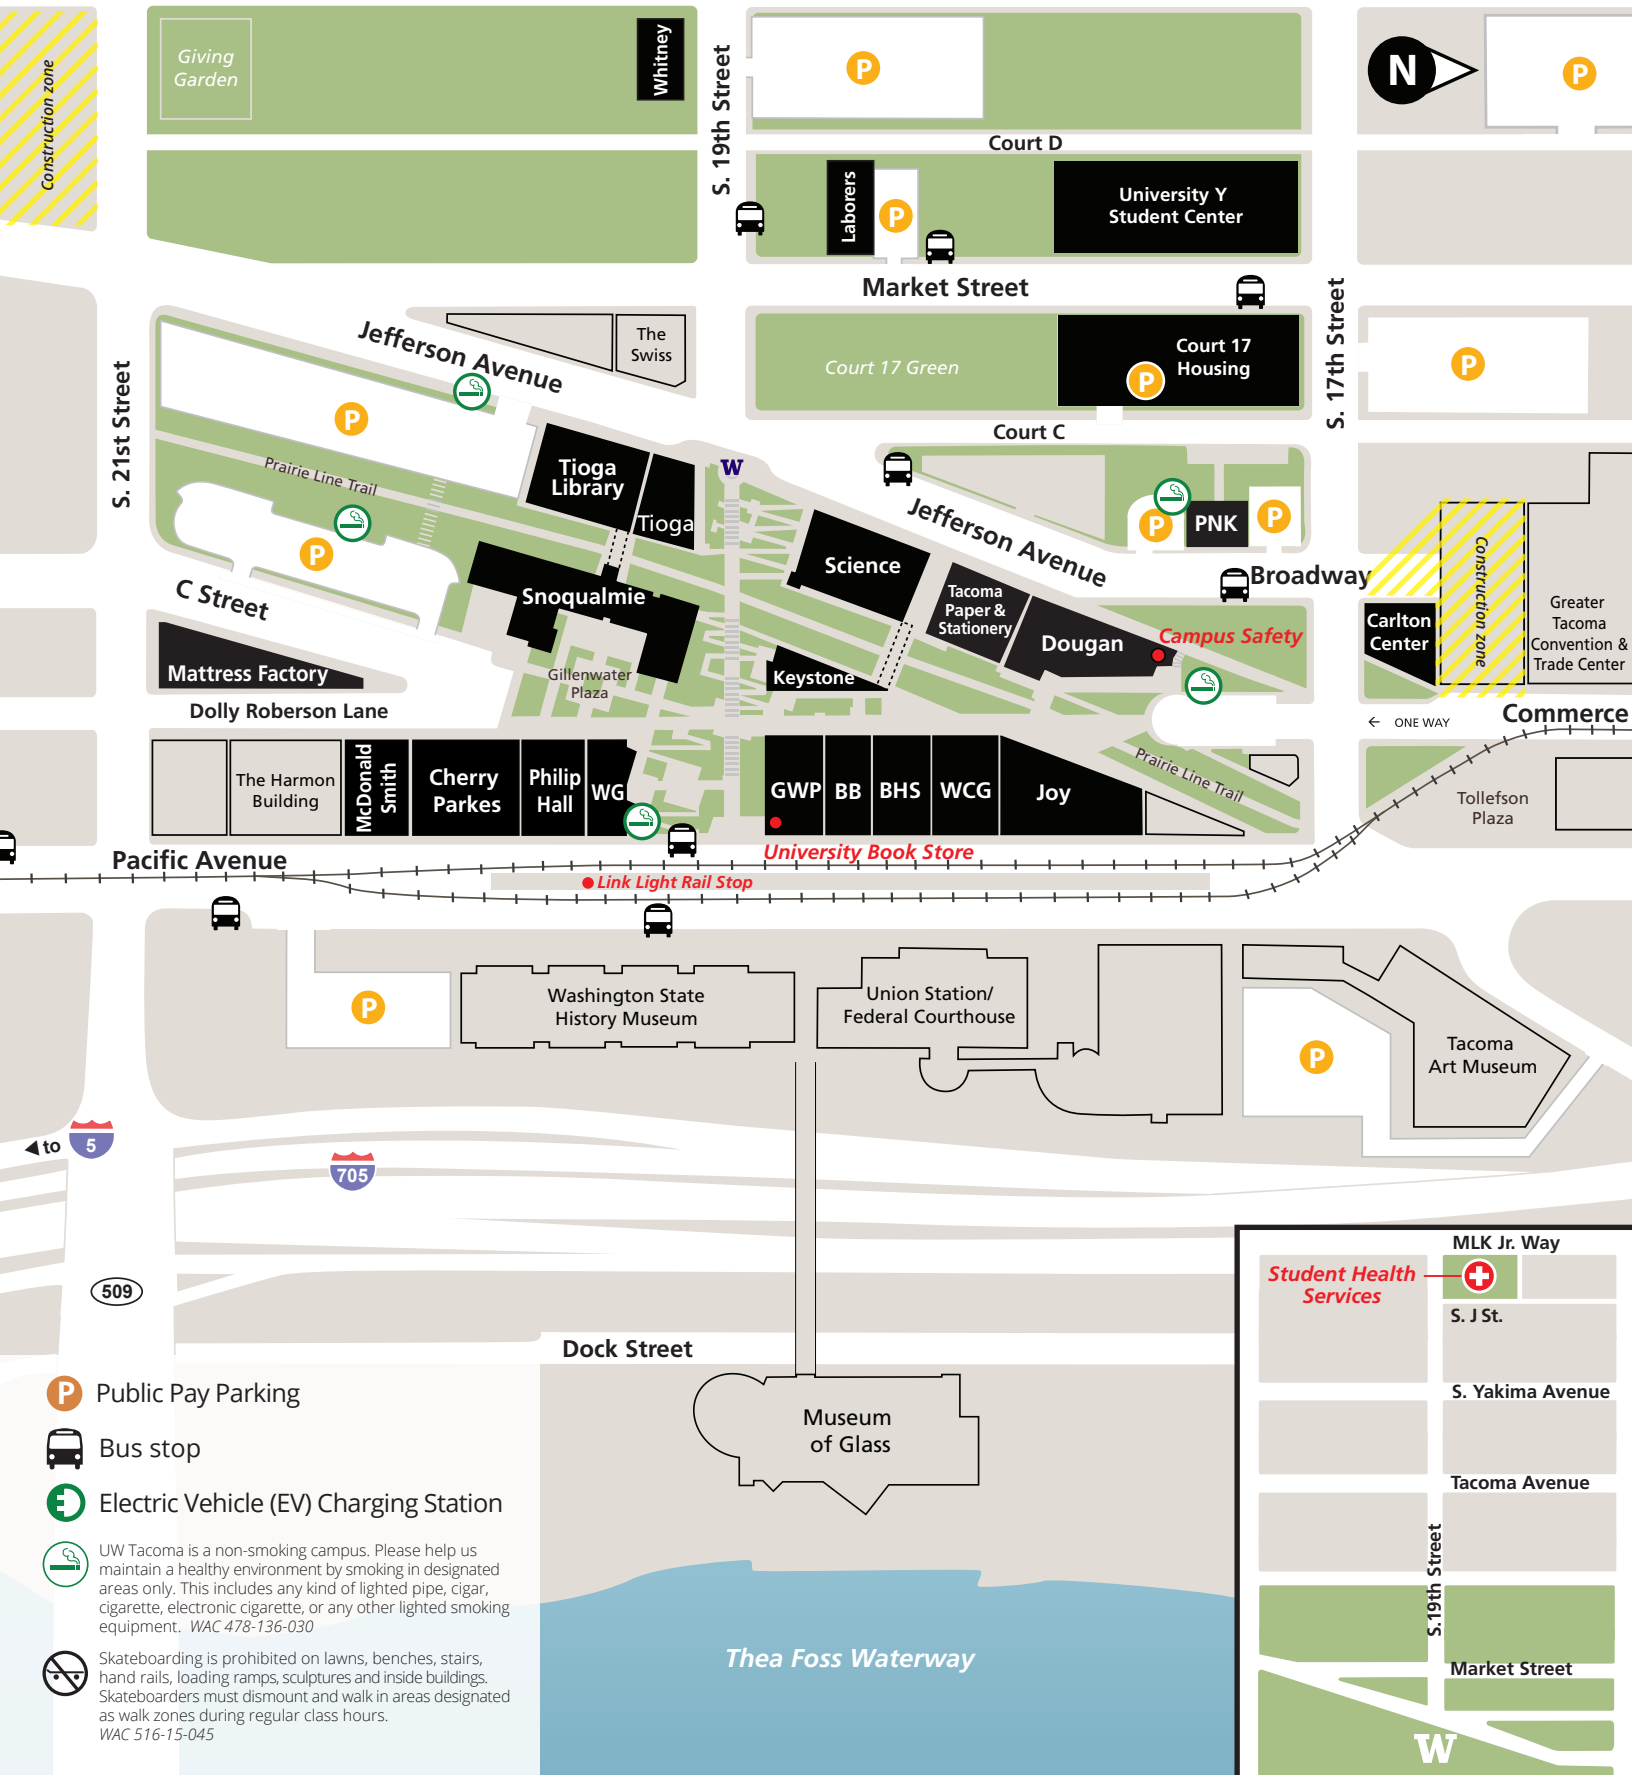 Giving
Garden
Whitney
Construction zone
S. 19th Street
P
N
P
Court D
Laborers
P
University Y
Student Center
Market Street
S. 17th Street
Jefferson Avenue
The
Swiss
Court 17 Green
Court 17
Housing
P
P
S. 21st Street
P
Court C
Prairie Line Trail
Tioga
Library
Tioga
W
Jefferson Avenue
P
PNK
P
P
Science
Broadway
Construction zone
C Street
Snoqualmie
Tacoma
Paper &
Stationery
Dougan
Campus Safety
Carlton
Center
Greater
Tacoma
Convention &
Trade Center
Mattress Factory
Gillenwater
Plaza
Keystone
Dolly Roberson Lane
← ONE WAY
Commerce
The Harmon
Building
McDonald
Smith
Cherry
Parkes
Philip
Hall
WG
GWP
BB
BHS
WCG
Joy
Prairie Line Trail
Tollefson
Plaza
Pacific Avenue
University Book Store
Link Light Rail Stop
P
Washington State
History Museum
Union Station/
Federal Courthouse
P
Tacoma
Art Museum
to
5
705
509
Dock Street
Museum
of Glass
Thea Foss Waterway
P Public Pay Parking
Bus stop
Electric Vehicle (EV) Charging Station
UW Tacoma is a non-smoking campus. Please help us
maintain a healthy environment by smoking in designated
areas only. This includes any kind of lighted pipe, cigar,
cigarette, electronic cigarette, or any other lighted smoking
equipment. WAC 478-136-030
Skateboarding is prohibited on lawns, benches, stairs,
hand rails, loading ramps, sculptures and inside buildings.
Skateboarders must dismount and walk in areas designated
as walk zones during regular class hours.
WAC 516-15-045
MLK Jr. Way
Student Health
Services
S. J St.
S. Yakima Avenue
Tacoma Avenue
S.19th Street
Market Street
W